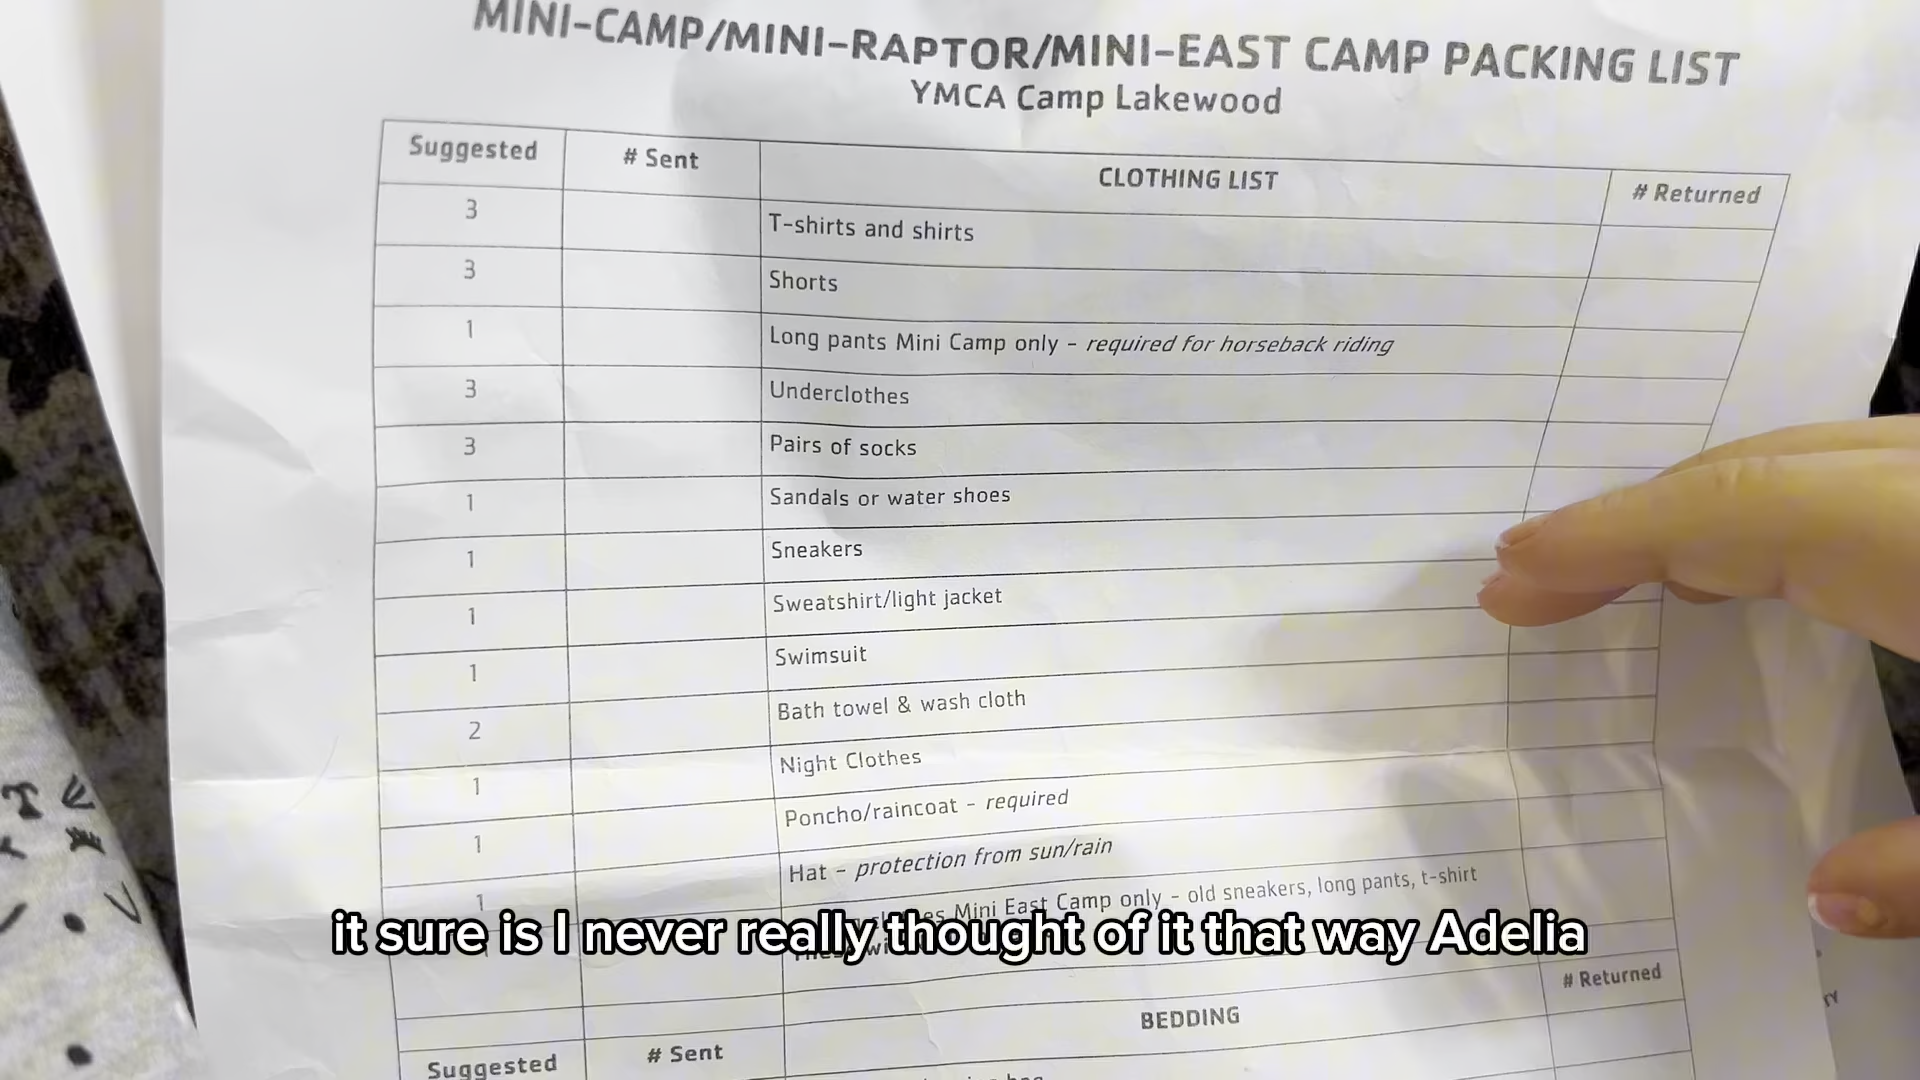 MINI-CAMP/MINI-RAPTOR/MINI-EAST CAMP PACKING LIST
YMCA Camp Lakewood
Suggested # Sent CLOTHING LIST # Returned
3 T-shirts and shirts
3 Shorts
1 Long pants Mini Camp only - required for horseback riding
3 Underclothes
3 Pairs of socks
1 Sandals or water shoes
1 Sneakers
1 Sweatshirt/light jacket
1 Swimsuit
2 Bath towel & wash cloth
1 Night Clothes
1 Poncho/raincoat - required
1 Hat - protection from sun/rain
Mini East Camp only - old sneakers, long pants, t-shirt
it sure is I never really thought of it that way Adelia
Suggested # Sent BEDDING # Returned